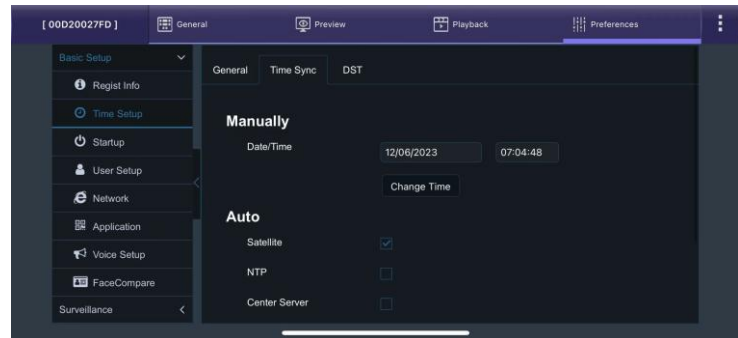 [ 00D20027FD ]
General
Preview
Playback
Preferences
Basic Setup
Regist Info
Time Setup
Startup
User Setup
Network
Application
Voice Setup
FaceCompare
Surveillance
General Time Sync DST
Manually
Date/Time 12/06/2023 07:04:48
Change Time
Auto
Satellite
NTP
Center Server